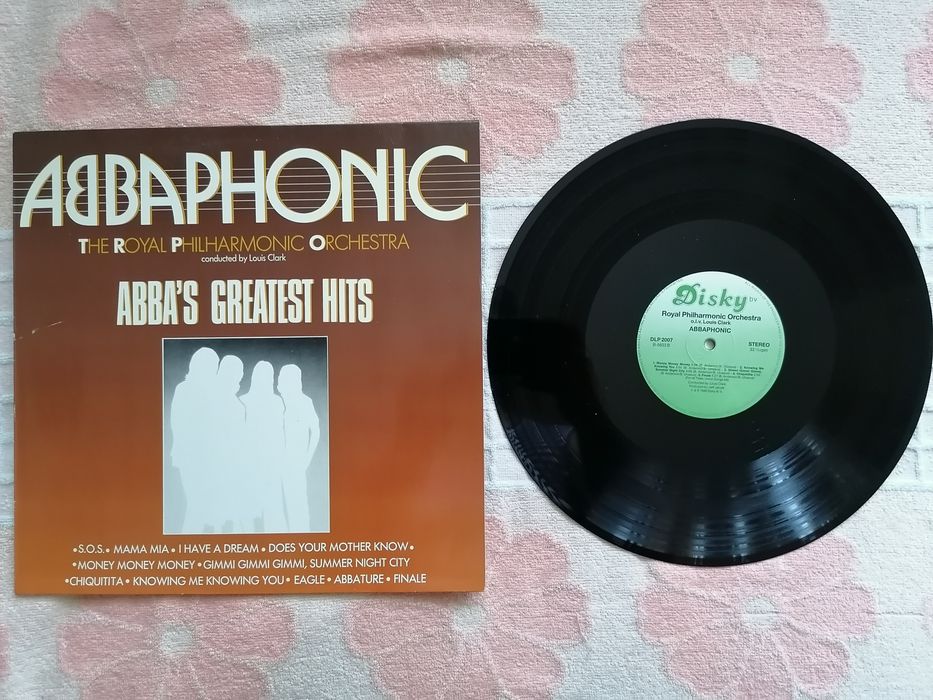 ABBAPHONIC
THE ROYAL PHILHARMONIC ORCHESTRA
conducted by Louis Clark
ABBA'S GREATEST HITS
•S.O.S.• MAMA MIA • I HAVE A DREAM • DOES YOUR MOTHER KNOW•
•MONEY MONEY MONEY • GIMMI GIMMI GIMMI, SUMMER NIGHT CITY
•CHIQUITITA • KNOWING ME KNOWING YOU • EAGLE • ABBATURE • FINALE
Disky BV
Royal Philharmonic Orchestra
o.l.v. Louis Clark
ABBAPHONIC
DLP 2007
STEREO